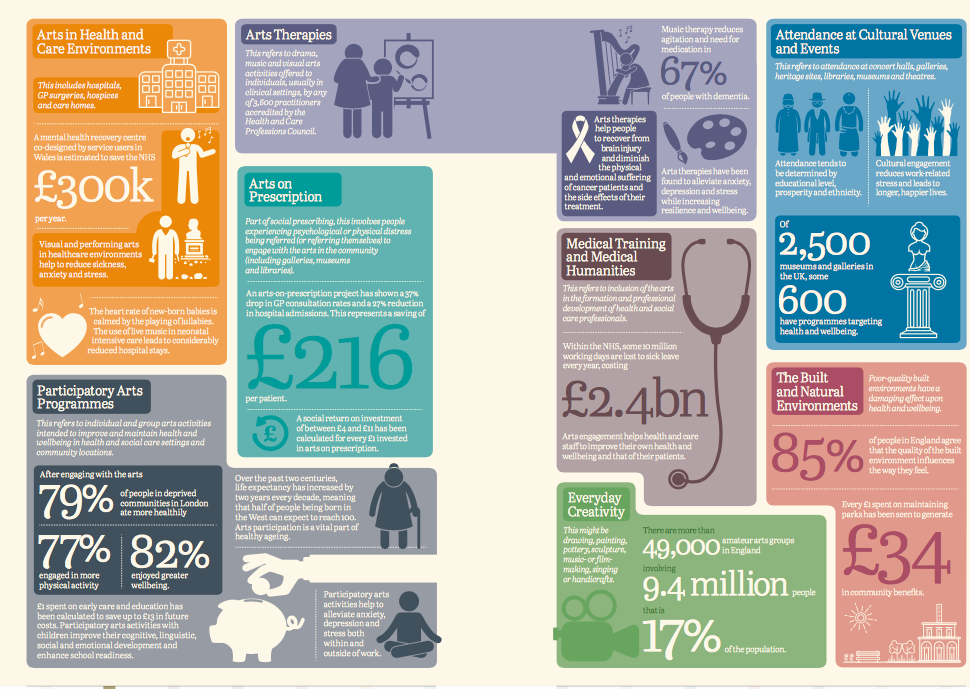 Arts in Health and
Care Environments
This includes hospitals,
GP surgeries, hospices
and care homes.
A mental health recovery centre
co-designed by service users in
Wales is estimated to save the NHS
£300k
per year.
Visual and performing arts
in healthcare environments
help to reduce sickness,
anxiety and stress.
The heart rate of new-born babies is
calmed by the playing of lullabies.
The use of live music in neonatal
intensive care leads to considerably
reduced hospital stays.
Participatory Arts
Programmes
This refers to individual and group arts activities
intended to improve and maintain health and
wellbeing in health and social care settings and
community locations.
After engaging with the arts
79%
of people in deprived
communities in London
ate more healthily
77%
engaged in more
physical activity
82%
enjoyed greater
wellbeing.
£1 spent on early care and education has
been calculated to save up to £13 in future
costs. Participatory arts activities with
children improve their cognitive, linguistic,
social and emotional development and
enhance school readiness.
Arts Therapies
This refers to drama,
music and visual arts
activities offered to
individuals, usually in
clinical settings, by any
of 3,600 practitioners
accredited by the
Health and Care
Professions Council.
Music therapy reduces
agitation and need for
medication in
67%
of people with dementia.
Arts therapies
help people
to recover from
brain injury
and diminish
the physical
and emotional suffering
of cancer patients and
the side effects of their
treatment.
Arts therapies have been
found to alleviate anxiety,
depression and stress
while increasing
resilience and wellbeing.
Arts on
Prescription
Part of social prescribing, this involves people
experiencing psychological or physical distress
being referred (or referring themselves) to
engage with the arts in the community
(including galleries, museums
and libraries).
An arts-on-prescription project has shown a 37%
drop in GP consultation rates and a 27% reduction
in hospital admissions. This represents a saving of
£216
per patient.
£
A social return on investment
of between £4 and £11 has been
calculated for every £1 invested
in arts on prescription.
Over the past two centuries,
life expectancy has increased by
two years every decade, meaning
that half of people being born in
the West can expect to reach 100.
Arts participation is a vital part of
healthy ageing.
Participatory arts
activities help to
alleviate anxiety,
depression and
stress both
within and
outside of work.
Medical Training
and Medical
Humanities
This refers to inclusion of the arts
in the formation and professional
development of health and social
care professionals.
Within the NHS, some 10 million
working days are lost to sick leave
every year, costing
£2.4bn
Arts engagement helps health and care
staff to improve their own health and
wellbeing and that of their patients.
Everyday
Creativity
This might be
drawing, painting,
pottery, sculpture,
music- or film-
making, singing
or handicrafts.
There are more than
49,000 amateur arts groups
in England
involving
9.4 million people
that is
17% of the population.
Attendance at Cultural Venues
and Events
This refers to attendance at concert halls, galleries,
heritage sites, libraries, museums and theatres.
Attendance tends to
be determined by
educational level,
prosperity and ethnicity.
Cultural engagement
reduces work-related
stress and leads to
longer, happier lives.
Of
2,500
museums and galleries in
the UK, some
600
have programmes targeting
health and wellbeing.
The Built
and Natural
Environments
Poor-quality built
environments have a
damaging effect upon
health and wellbeing.
85%
of people in England agree
that the quality of the built
environment influences
the way they feel.
Every £1 spent on maintaining
parks has been seen to generate
£34
in community benefits.